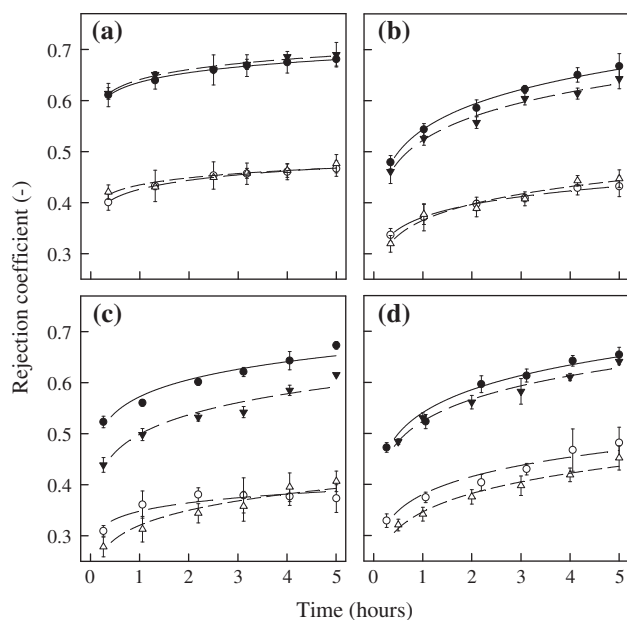 (a)
(b)
0.7
0.6
0.5
0.4
0.3
Rejection coefficient (-)
(c)
(d)
0.7
0.6
0.5
0.4
0.3
0 1 2 3 4 5 0 1 2 3 4 5
Time (hours)